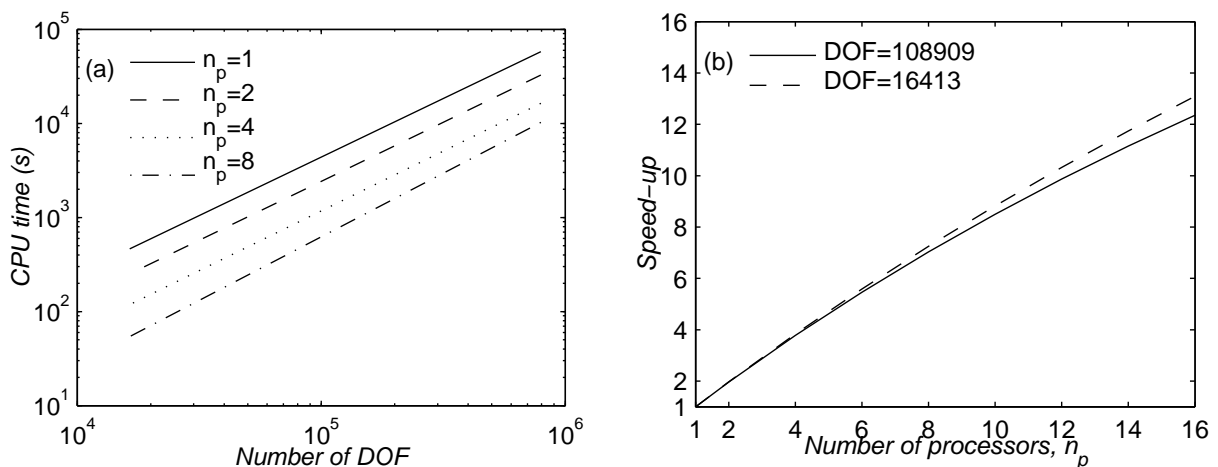 (a)
n_p=1
n_p=2
n_p=4
n_p=8
10^5
10^4
10^3
10^2
10^1
CPU time (s)
10^4
10^5
10^6
Number of DOF
(b)
DOF=108909
DOF=16413
16
14
12
10
8
6
4
2
1
Speed-up
1 2 4 6 8 10 12 14 16
Number of processors, n_p